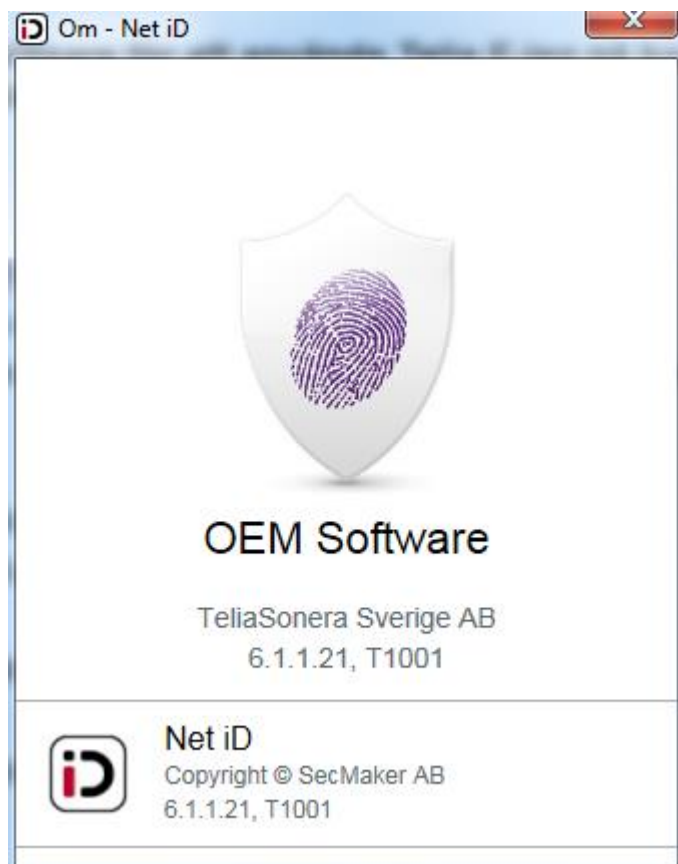 Om - Net iD
OEM Software
TeliaSonera Sverige AB
6.1.1.21, T1001
iD
Net iD
Copyright © SecMaker AB
6.1.1.21, T1001